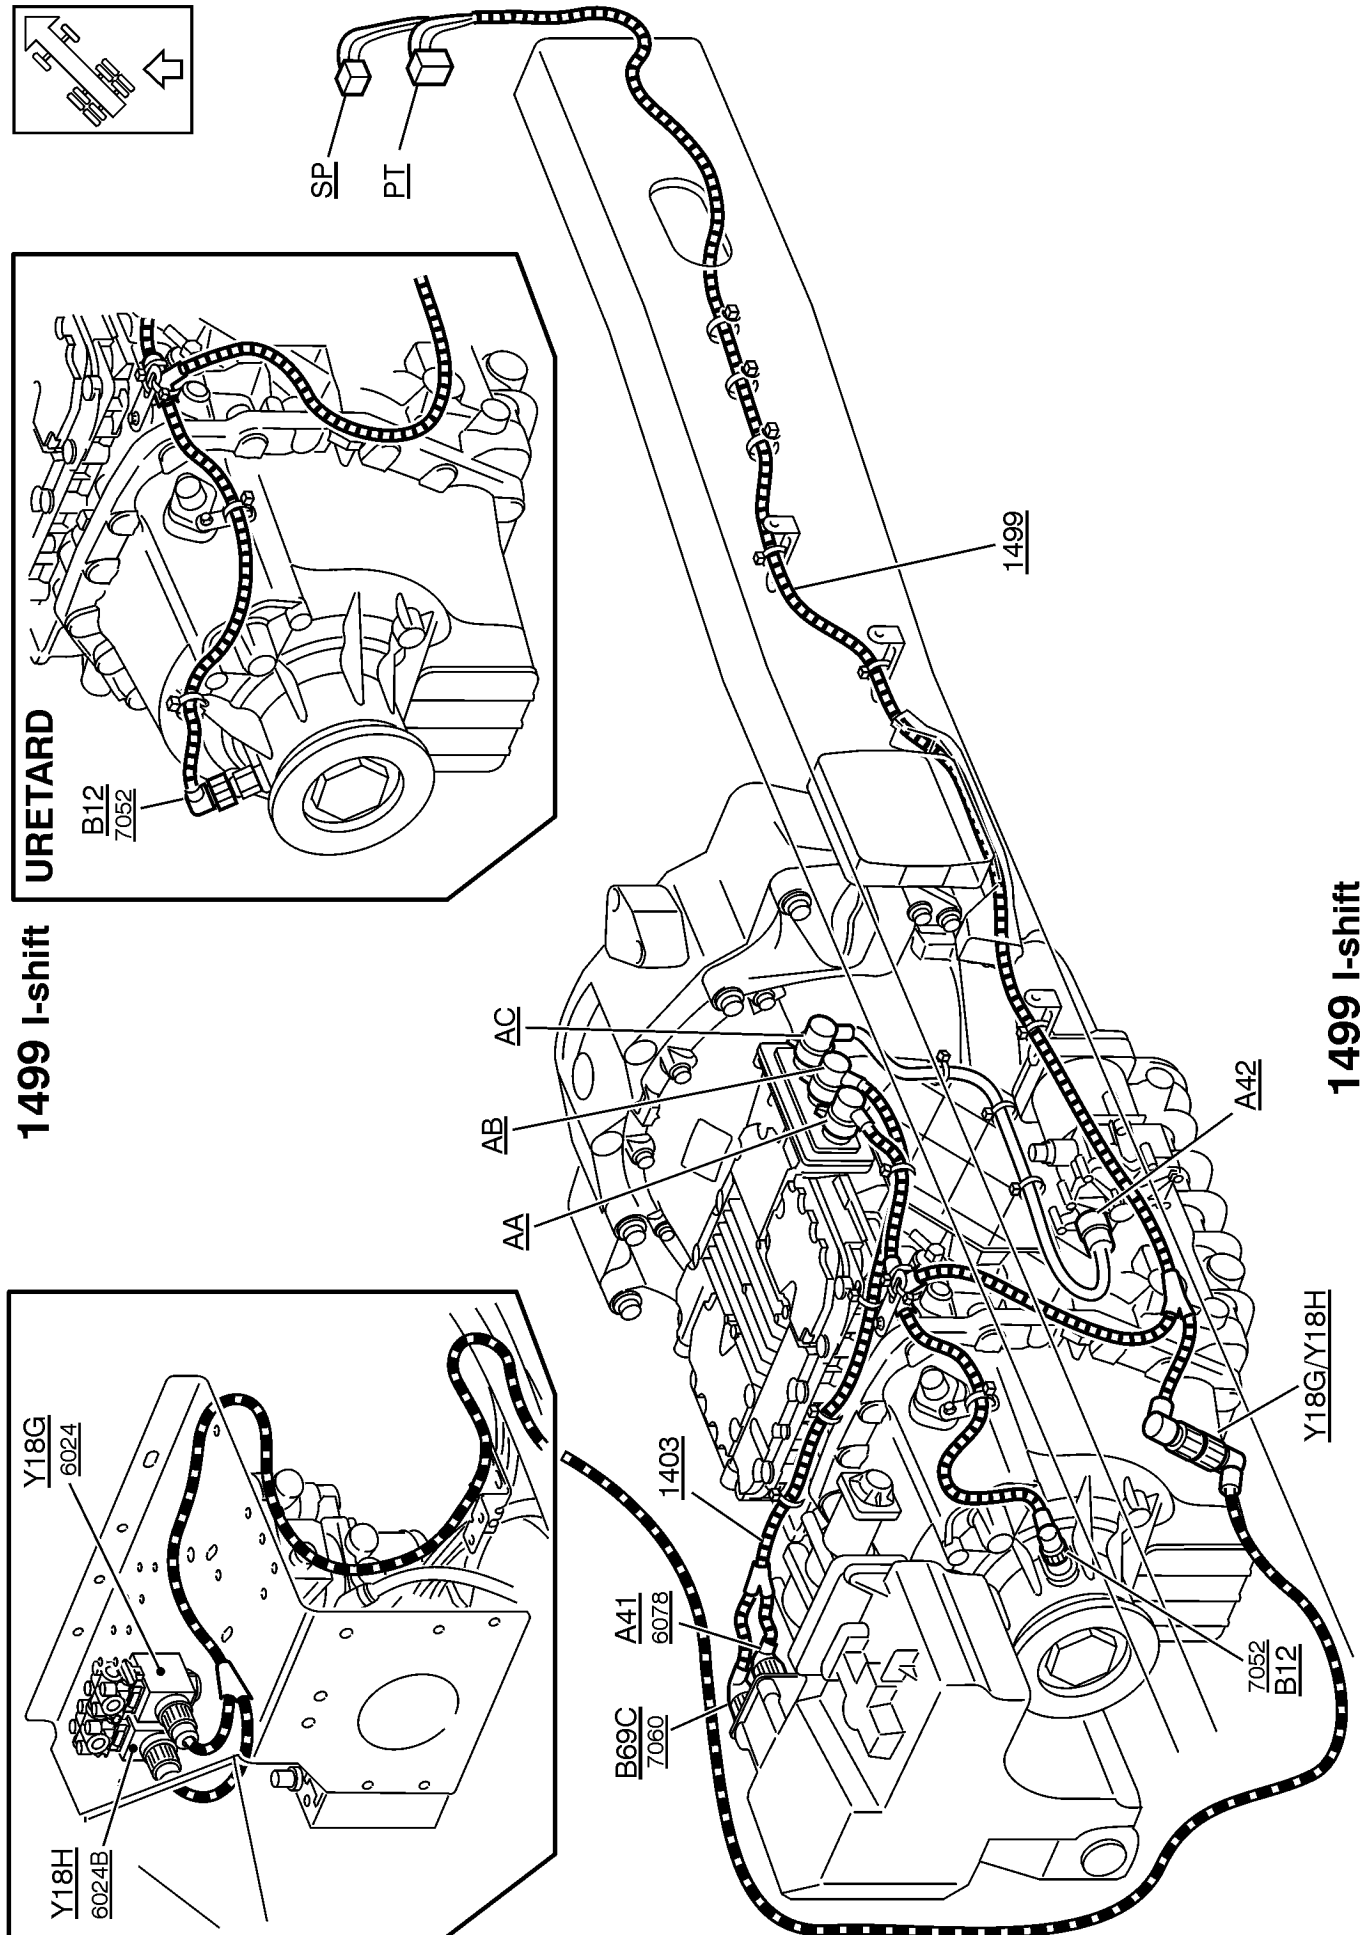 1499 I-shift
URETARD
B12
7052
SP
PT
Y18G
6024
Y18H
6024B
AC
AB
AA
1499
A42
Y18G/Y18H
1403
A41
6078
B69C
7060
7052
B12
1499 I-shift